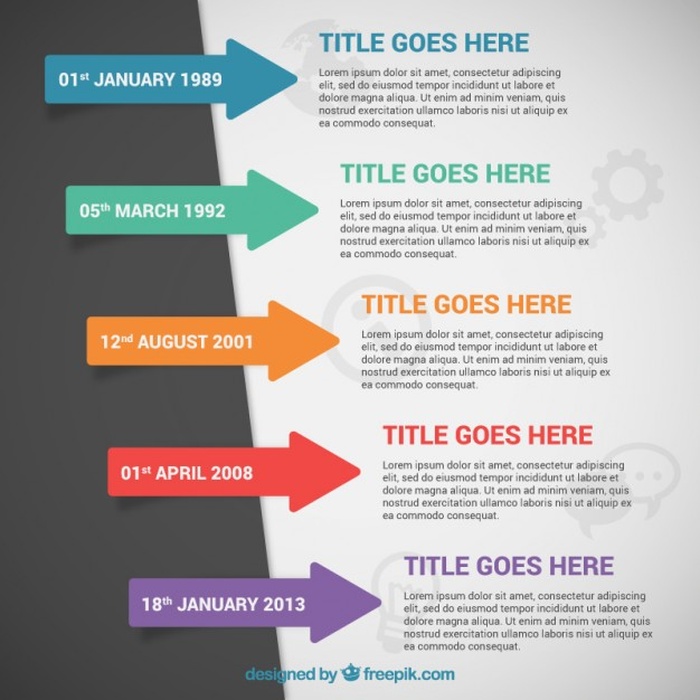 01st JANUARY 1989
TITLE GOES HERE
Lorem ipsum dolor sit amet, consectetur adipiscing
elit, sed do eiusmod tempor incididunt ut labore et
dolore magna aliqua. Ut enim ad minim veniam, quis
nostrud exercitation ullamco laboris nisi ut aliquip ex
ea commodo consequat.
05th MARCH 1992
TITLE GOES HERE
Lorem ipsum dolor sit amet, consectetur adipiscing
elit, sed do eiusmod tempor incididunt ut labore et
dolore magna aliqua. Ut enim ad minim veniam, quis
nostrud exercitation ullamco laboris nisi ut aliquip ex
ea commodo consequat.
12nd AUGUST 2001
TITLE GOES HERE
Lorem ipsum dolor sit amet, consectetur adipiscing
elit, sed do eiusmod tempor incididunt ut labore et
dolore magna aliqua. Ut enim ad minim veniam, quis
nostrud exercitation ullamco laboris nisi ut aliquip ex
ea commodo consequat.
01st APRIL 2008
TITLE GOES HERE
Lorem ipsum dolor sit amet, consectetur adipiscing
elit, sed do eiusmod tempor incididunt ut labore et
dolore magna aliqua. Ut enim ad minim veniam, quis
nostrud exercitation ullamco laboris nisi ut aliquip ex
ea commodo consequat.
18th JANUARY 2013
TITLE GOES HERE
Lorem ipsum dolor sit amet, consectetur adipiscing
elit, sed do eiusmod tempor incididunt ut labore et
dolore magna aliqua. Ut enim ad minim veniam, quis
nostrud exercitation ullamco laboris nisi ut aliquip ex
ea commodo consequat.
designed by freepik.com